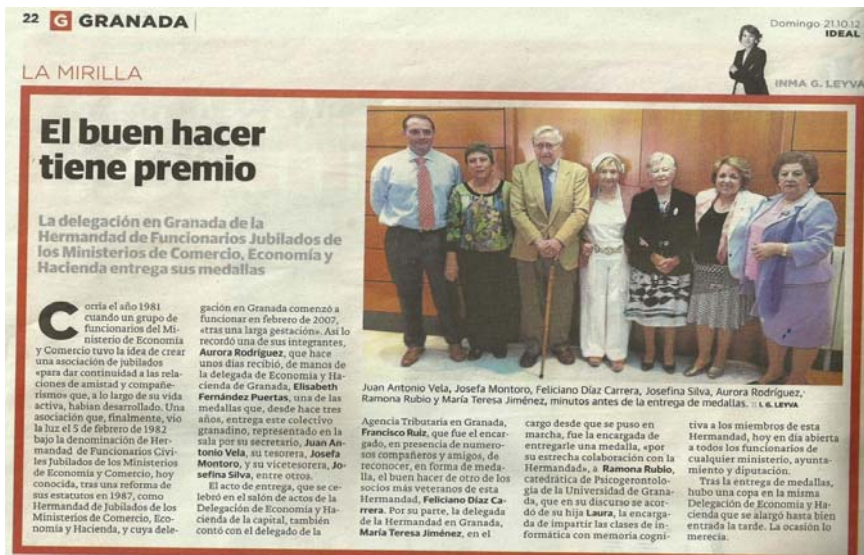 22 G GRANADA
Domingo 21.10.12
IDEAL
LA MIRILLA
INMA G. LEYVA
El buen hacer
tiene premio
La delegación en Granada de la
Hermandad de Funcionarios Jubilados de
los Ministerios de Comercio, Economía y
Hacienda entrega sus medallas
Corría el año 1981
cuando un grupo de
funcionarios del Mi-
nisterio de Economía
y Comercio tuvo la idea de crear
una asociación de jubilados
«para dar continuidad a las rela-
ciones de amistad y compañe-
rismo» que, a lo largo de su vida
activa, habían desarrollado. Una
asociación que, finalmente, vio
la luz el 5 de febrero de 1982
bajo la denominación de Her-
mandad de Funcionarios Civi-
les Jubilados de los Ministerios
de Economía y Comercio, hoy
conocida, tras una reforma de
sus estatutos en 1987, como
Hermandad de Jubilados de los
Ministerios de Comercio, Eco-
nomía y Hacienda, y cuya dele-
gación en Granada comenzó a
funcionar en febrero de 2007,
«tras una larga gestación». Así lo
recordó una de sus integrantes,
Aurora Rodríguez, que hace
unos días recibió, de manos de
la delegada de Economía y Ha-
cienda de Granada, Elisabeth
Fernández Puertas, una de las
medallas que, desde hace tres
años, entrega este colectivo
granadino, representado en la
sala por su secretario, Juan An-
tonio Vela, su tesorera, Josefa
Montoro, y su vicetesorera, Jo-
sefina Silva, entre otros.
El acto de entrega, que se ce-
lebró en el salón de actos de la
Delegación de Economía y Ha-
cienda de la capital, también
contó con el delegado de la
Juan Antonio Vela, Josefa Montoro, Feliciano Díaz Carrera, Josefina Silva, Aurora Rodríguez,
Ramona Rubio y María Teresa Jiménez, minutos antes de la entrega de medallas. :: I. G. LEYVA
Agencia Tributaria en Granada,
Francisco Ruiz, que fue el encar-
gado, en presencia de numero-
sos compañeros y amigos, de
reconocer, en forma de meda-
lla, el buen hacer de otro de los
socios más veteranos de esta
Hermandad, Feliciano Díaz Ca-
rrera. Por su parte, la delegada
de la Hermandad en Granada,
María Teresa Jiménez, en el
cargo desde que se puso en
marcha, fue la encargada de
entregarle una medalla, «por
su estrecha colaboración con la
Hermandad», a Ramona Rubio,
catedrática de Psicogerontolo-
gía de la Universidad de Grana-
da, que en su discurso se acor-
dó de su hija Laura, la encarga-
da de impartir las clases de in-
formática con memoria cogni-
tiva a los miembros de esta
Hermandad, hoy en día abierta
a todos los funcionarios de
cualquier ministerio, ayunta-
miento y diputación.
Tras la entrega de medallas,
hubo una copa en la misma
Delegación de Economía y Ha-
cienda que se alargó hasta bien
entrada la tarde. La ocasión lo
merecía.